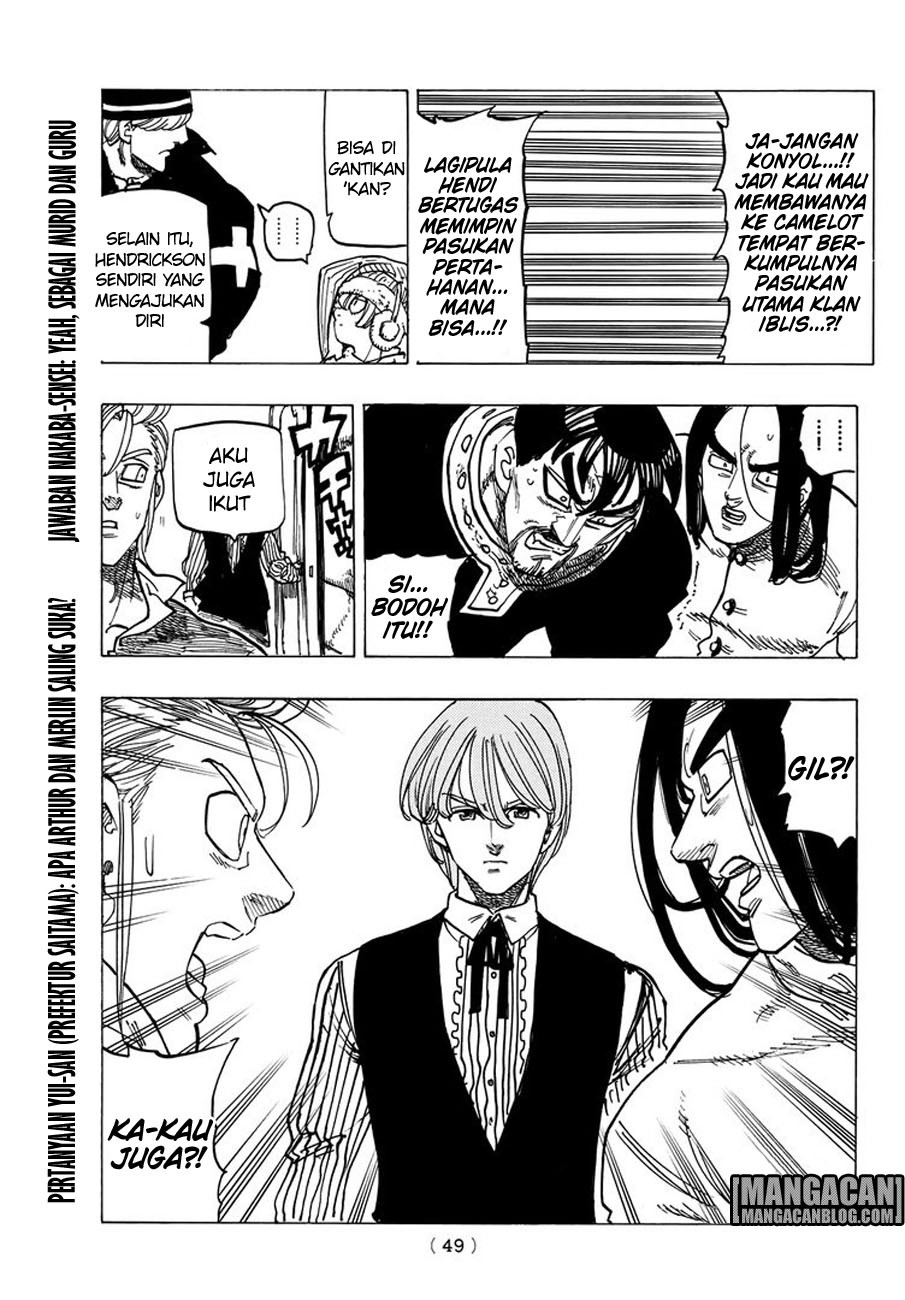 JA-JANGAN
KONYOL...!!
JADI KAU MAU
MEMBAWANYA
KE CAMELOT
TEMPAT BER-
KUMPULNYA
PASUKAN
UTAMA KLAN
IBLIS...?!
LAGIPULA
HENDI
BERTUGAS
MEMIMPIN
PASUKAN
PERTA-
HANAN...
MANA
BISA...!!
BISA DI
GANTIKAN
'KAN?
SELAIN ITU,
HENDRICKSON
SENDIRI YANG
MENGAJUKAN
DIRI
SI...
BODOH
ITU!!
AKU
JUGA
IKUT
GIL?!
KA-KAU
JUGA?!
PERTANYAAN YUI-SAN (PREFEKTUR SAITAMA): APA ARTHUR DAN MERLIN SALING SUKA? JAWABAN NAKABA-SENSEI: YEAH, SEBAGAI MURID DAN GURU
[MANGACAN]
MANGACANBLOG.COM
( 49 )